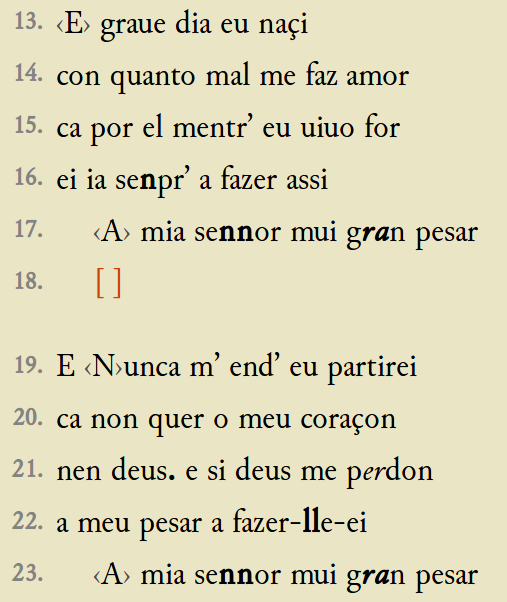 13. ‹E› graue dia eu naçi
14. con quanto mal me faz amor
15. ca por el mentr’ eu uiuo for
16. ei ia senpr’ a fazer assi
17. ‹A› mia sennor mui gran pesar
18. [ ]
19. E ‹N›unca m’ end’ eu partirei
20. ca non quer o meu coraçon
21. nen deus. e si deus me perdon
22. a meu pesar a fazer-lle-ei
23. ‹A› mia sennor mui gran pesar